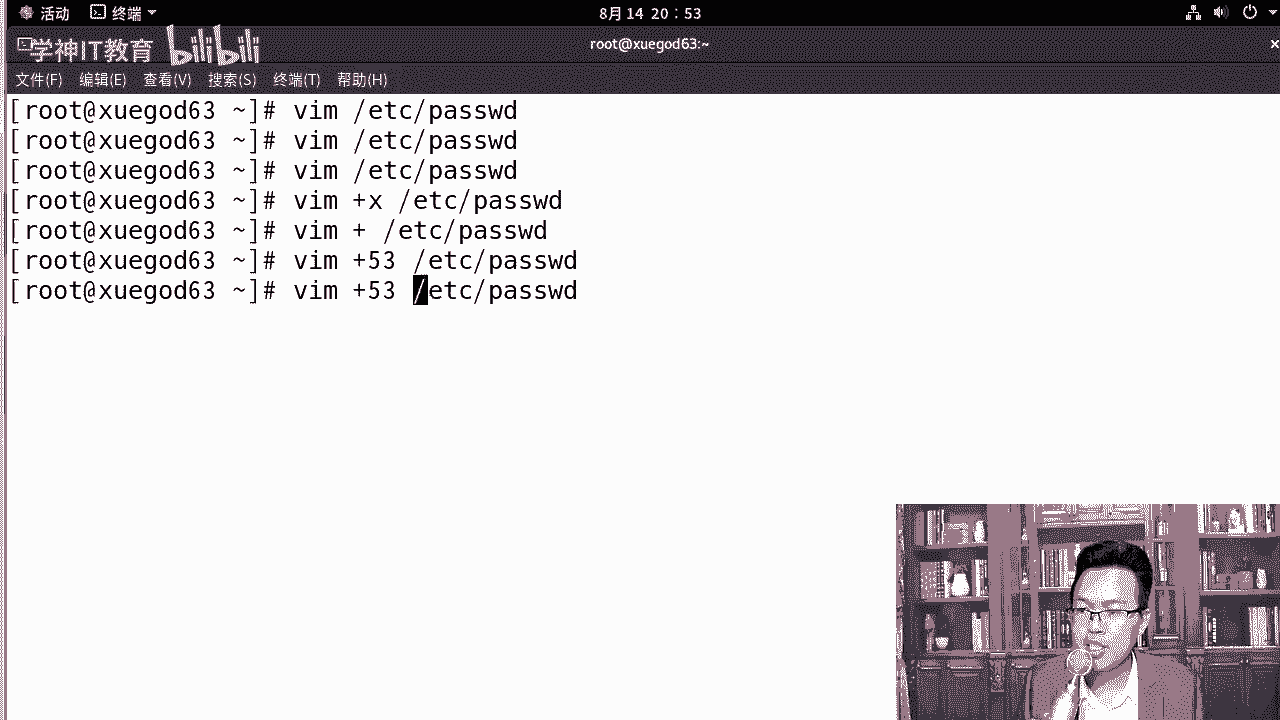 活动 终端 8月14 20:53
学神IT教育 bilibili root@xuegod63:~ ×
文件(F) 编辑(E) 查看(V) 搜索(S) 终端(T) 帮助(H)
[root@xuegod63 ~]# vim /etc/passwd
[root@xuegod63 ~]# vim /etc/passwd
[root@xuegod63 ~]# vim /etc/passwd
[root@xuegod63 ~]# vim +x /etc/passwd
[root@xuegod63 ~]# vim + /etc/passwd
[root@xuegod63 ~]# vim +53 /etc/passwd
[root@xuegod63 ~]# vim +53 /etc/passwd